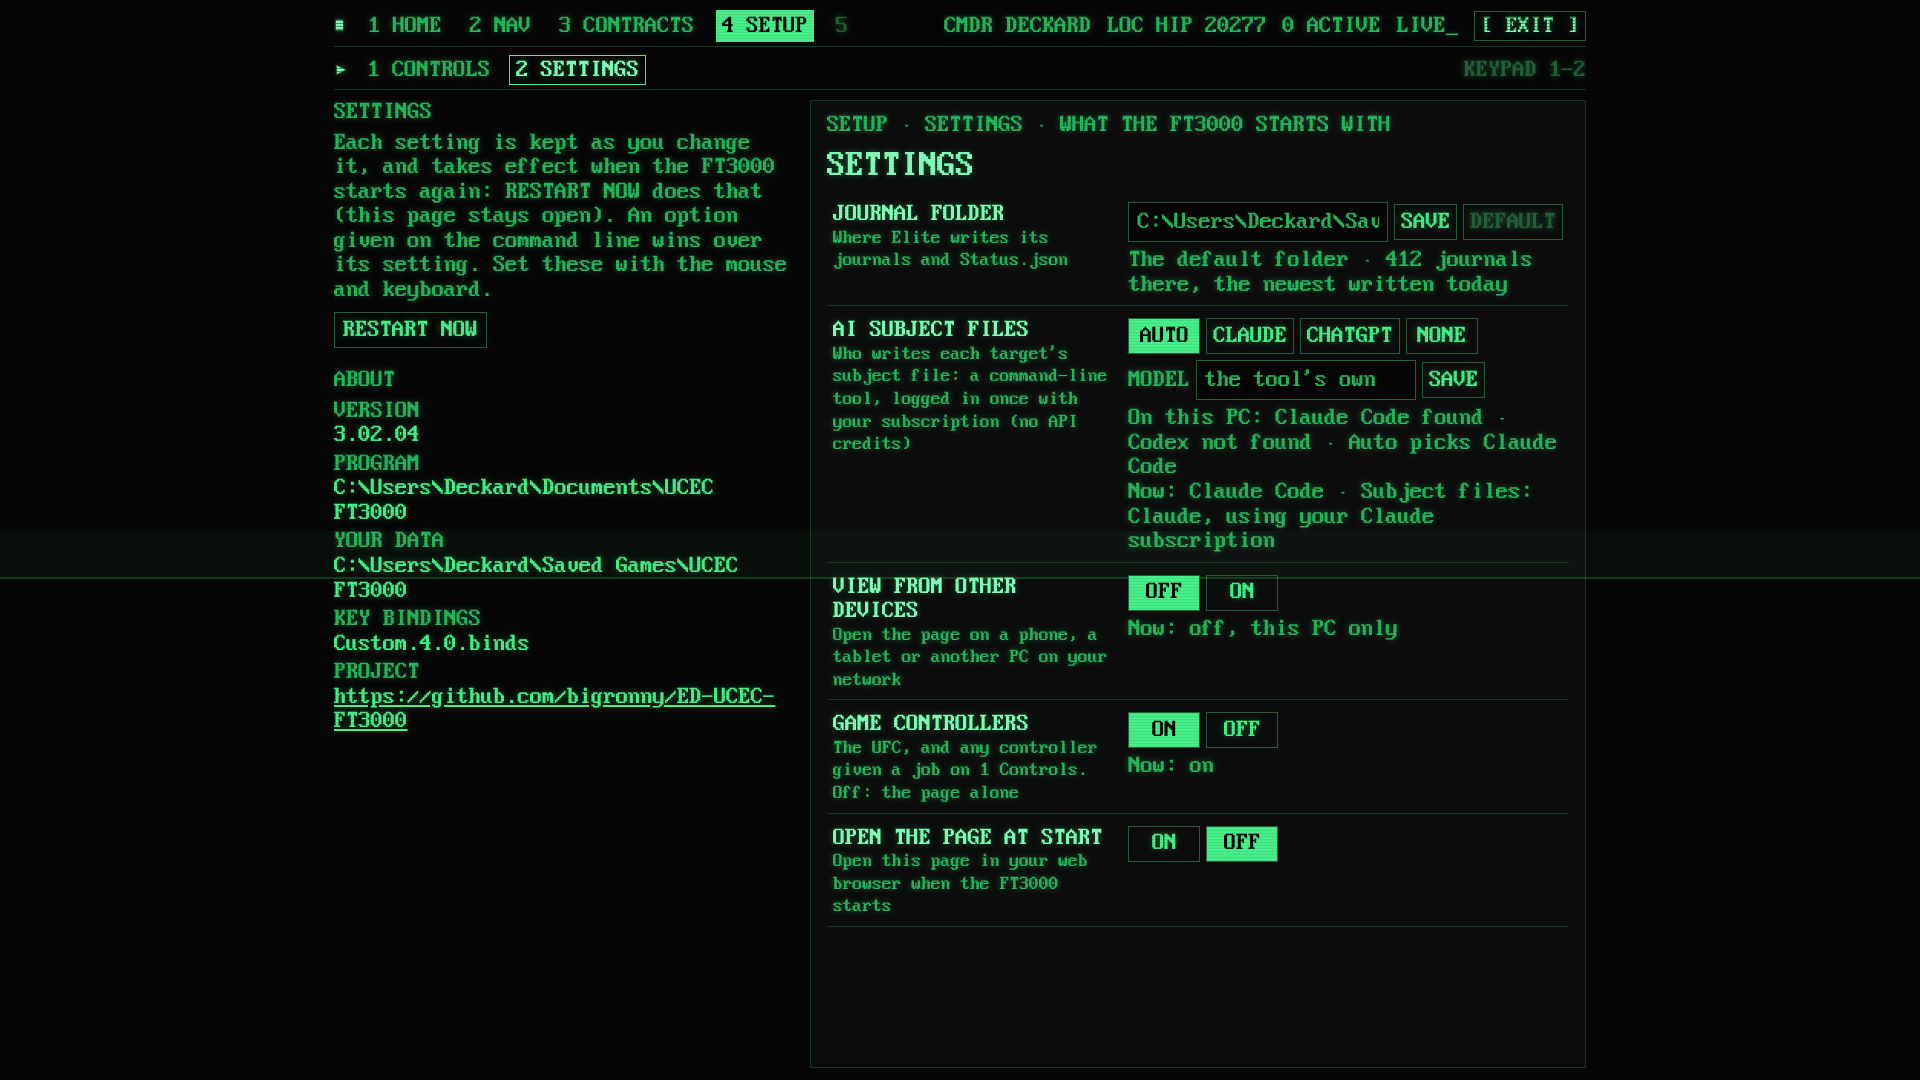 1 HOME 2 NAV 3 CONTRACTS 4 SETUP 5 CMDR DECKARD LOC HIP 20277 0 ACTIVE LIVE_ [ EXIT ]
1 CONTROLS 2 SETTINGS KEYPAD 1-2
SETTINGS
Each setting is kept as you change
it, and takes effect when the FT3000
starts again: RESTART NOW does that
(this page stays open). An option
given on the command line wins over
its setting. Set these with the mouse
and keyboard.
RESTART NOW
ABOUT
VERSION
3.02.04
PROGRAM
C:\Users\Deckard\Documents\UCEC
FT3000
YOUR DATA
C:\Users\Deckard\Saved Games\UCEC
FT3000
KEY BINDINGS
Custom.4.0.binds
PROJECT
https://github.com/bigronny/ED-UCEC-
FT3000
SETUP · SETTINGS · WHAT THE FT3000 STARTS WITH
SETTINGS
JOURNAL FOLDER
Where Elite writes its
journals and Status.json
C:\Users\Deckard\Sav SAVE DEFAULT
The default folder · 412 journals
there, the newest written today
AI SUBJECT FILES
Who writes each target's
subject file: a command-line
tool, logged in once with
your subscription (no API
credits)
AUTO CLAUDE CHATGPT NONE
MODEL the tool's own SAVE
On this PC: Claude Code found ·
Codex not found · Auto picks Claude
Code
Now: Claude Code · Subject files:
Claude, using your Claude
subscription
VIEW FROM OTHER
DEVICES
Open the page on a phone, a
tablet or another PC on your
network
OFF ON
Now: off, this PC only
GAME CONTROLLERS
The UFC, and any controller
given a job on 1 Controls.
Off: the page alone
ON OFF
Now: on
OPEN THE PAGE AT START
Open this page in your web
browser when the FT3000
starts
ON OFF